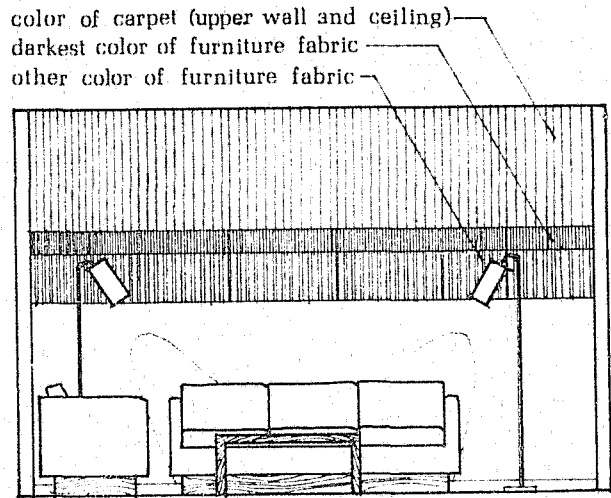 color of carpet (upper wall and ceiling)
darkest color of furniture fabric
other color of furniture fabric